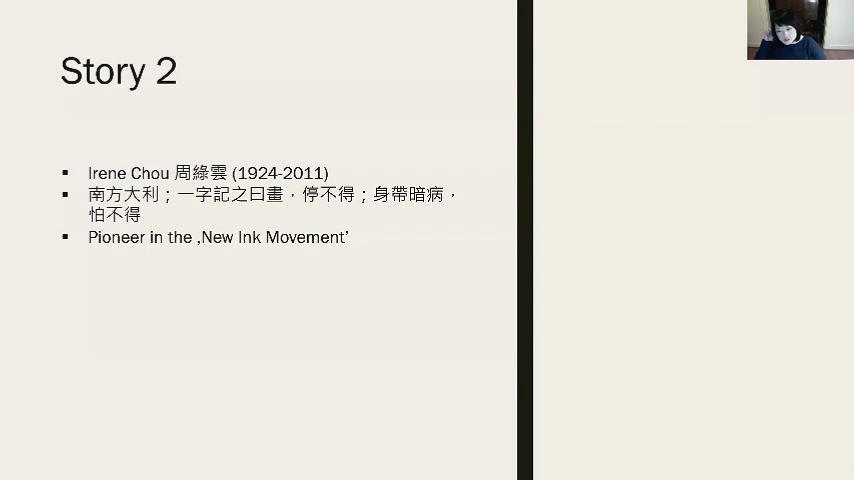 Story 2
▪ Irene Chou 周綠雲 (1924-2011)
▪ 南方大利；一字記之曰畫，停不得；身帶暗病，
怕不得
▪ Pioneer in the ‚New Ink Movement’